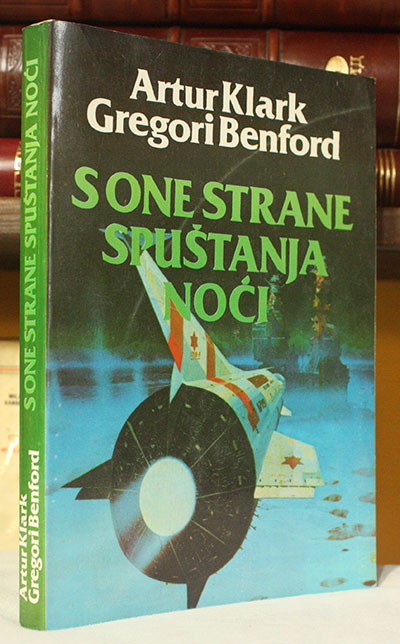 Artur Klark
Gregori Benford
S ONE STRANE
SPUŠTANJA
NOĆI
S ONE STRANE SPUŠTANJA NOĆI
Artur Klark
Gregori Benford